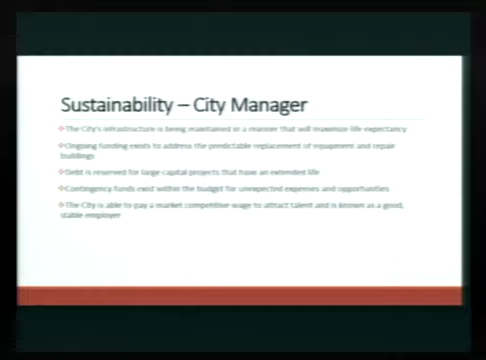 Sustainability – City Manager
The City's infrastructure is being maintained in a manner that will maximize life expectancy
Ongoing funding exists to address the predictable replacement of equipment and repair
buildings
Debt is reserved for large capital projects that have an extended life
Contingency funds exist within the budget for unexpected expenses and opportunities
The City is able to pay a market competitive wage to attract talent and is known as a good,
stable employer